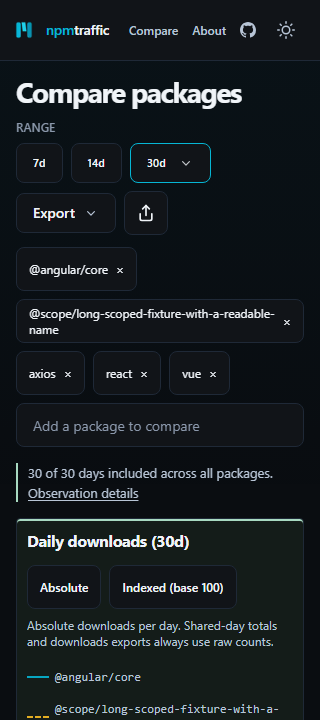 npmtraffic Compare About
Compare packages
RANGE
7d 14d 30d
Export
@angular/core ×
@scope/long-scoped-fixture-with-a-readable-
name ×
axios × react × vue ×
Add a package to compare
30 of 30 days included across all packages.
Observation details
Daily downloads (30d)
Absolute Indexed (base 100)
Absolute downloads per day. Shared-day totals
and downloads exports always use raw counts.
@angular/core
@scope/long-scoped-fixture-with-a-